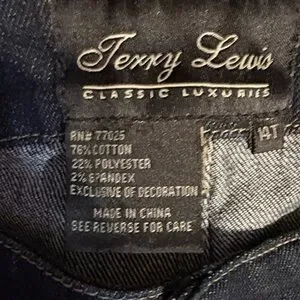 Terry Lewis
CLASSIC LUXURIES
14T
RN# 77025
76% COTTON
22% POLYESTER
2% SPANDEX
EXCLUSIVE OF DECORATION
MADE IN CHINA
SEE REVERSE FOR CARE